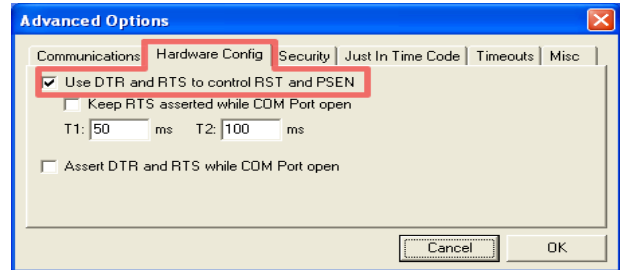 Advanced Options
Communications Hardware Config Security Just In Time Code Timeouts Misc
Use DTR and RTS to control RST and PSEN
Keep RTS asserted while COM Port open
T1: 50 ms T2: 100 ms
Assert DTR and RTS while COM Port open
Cancel OK